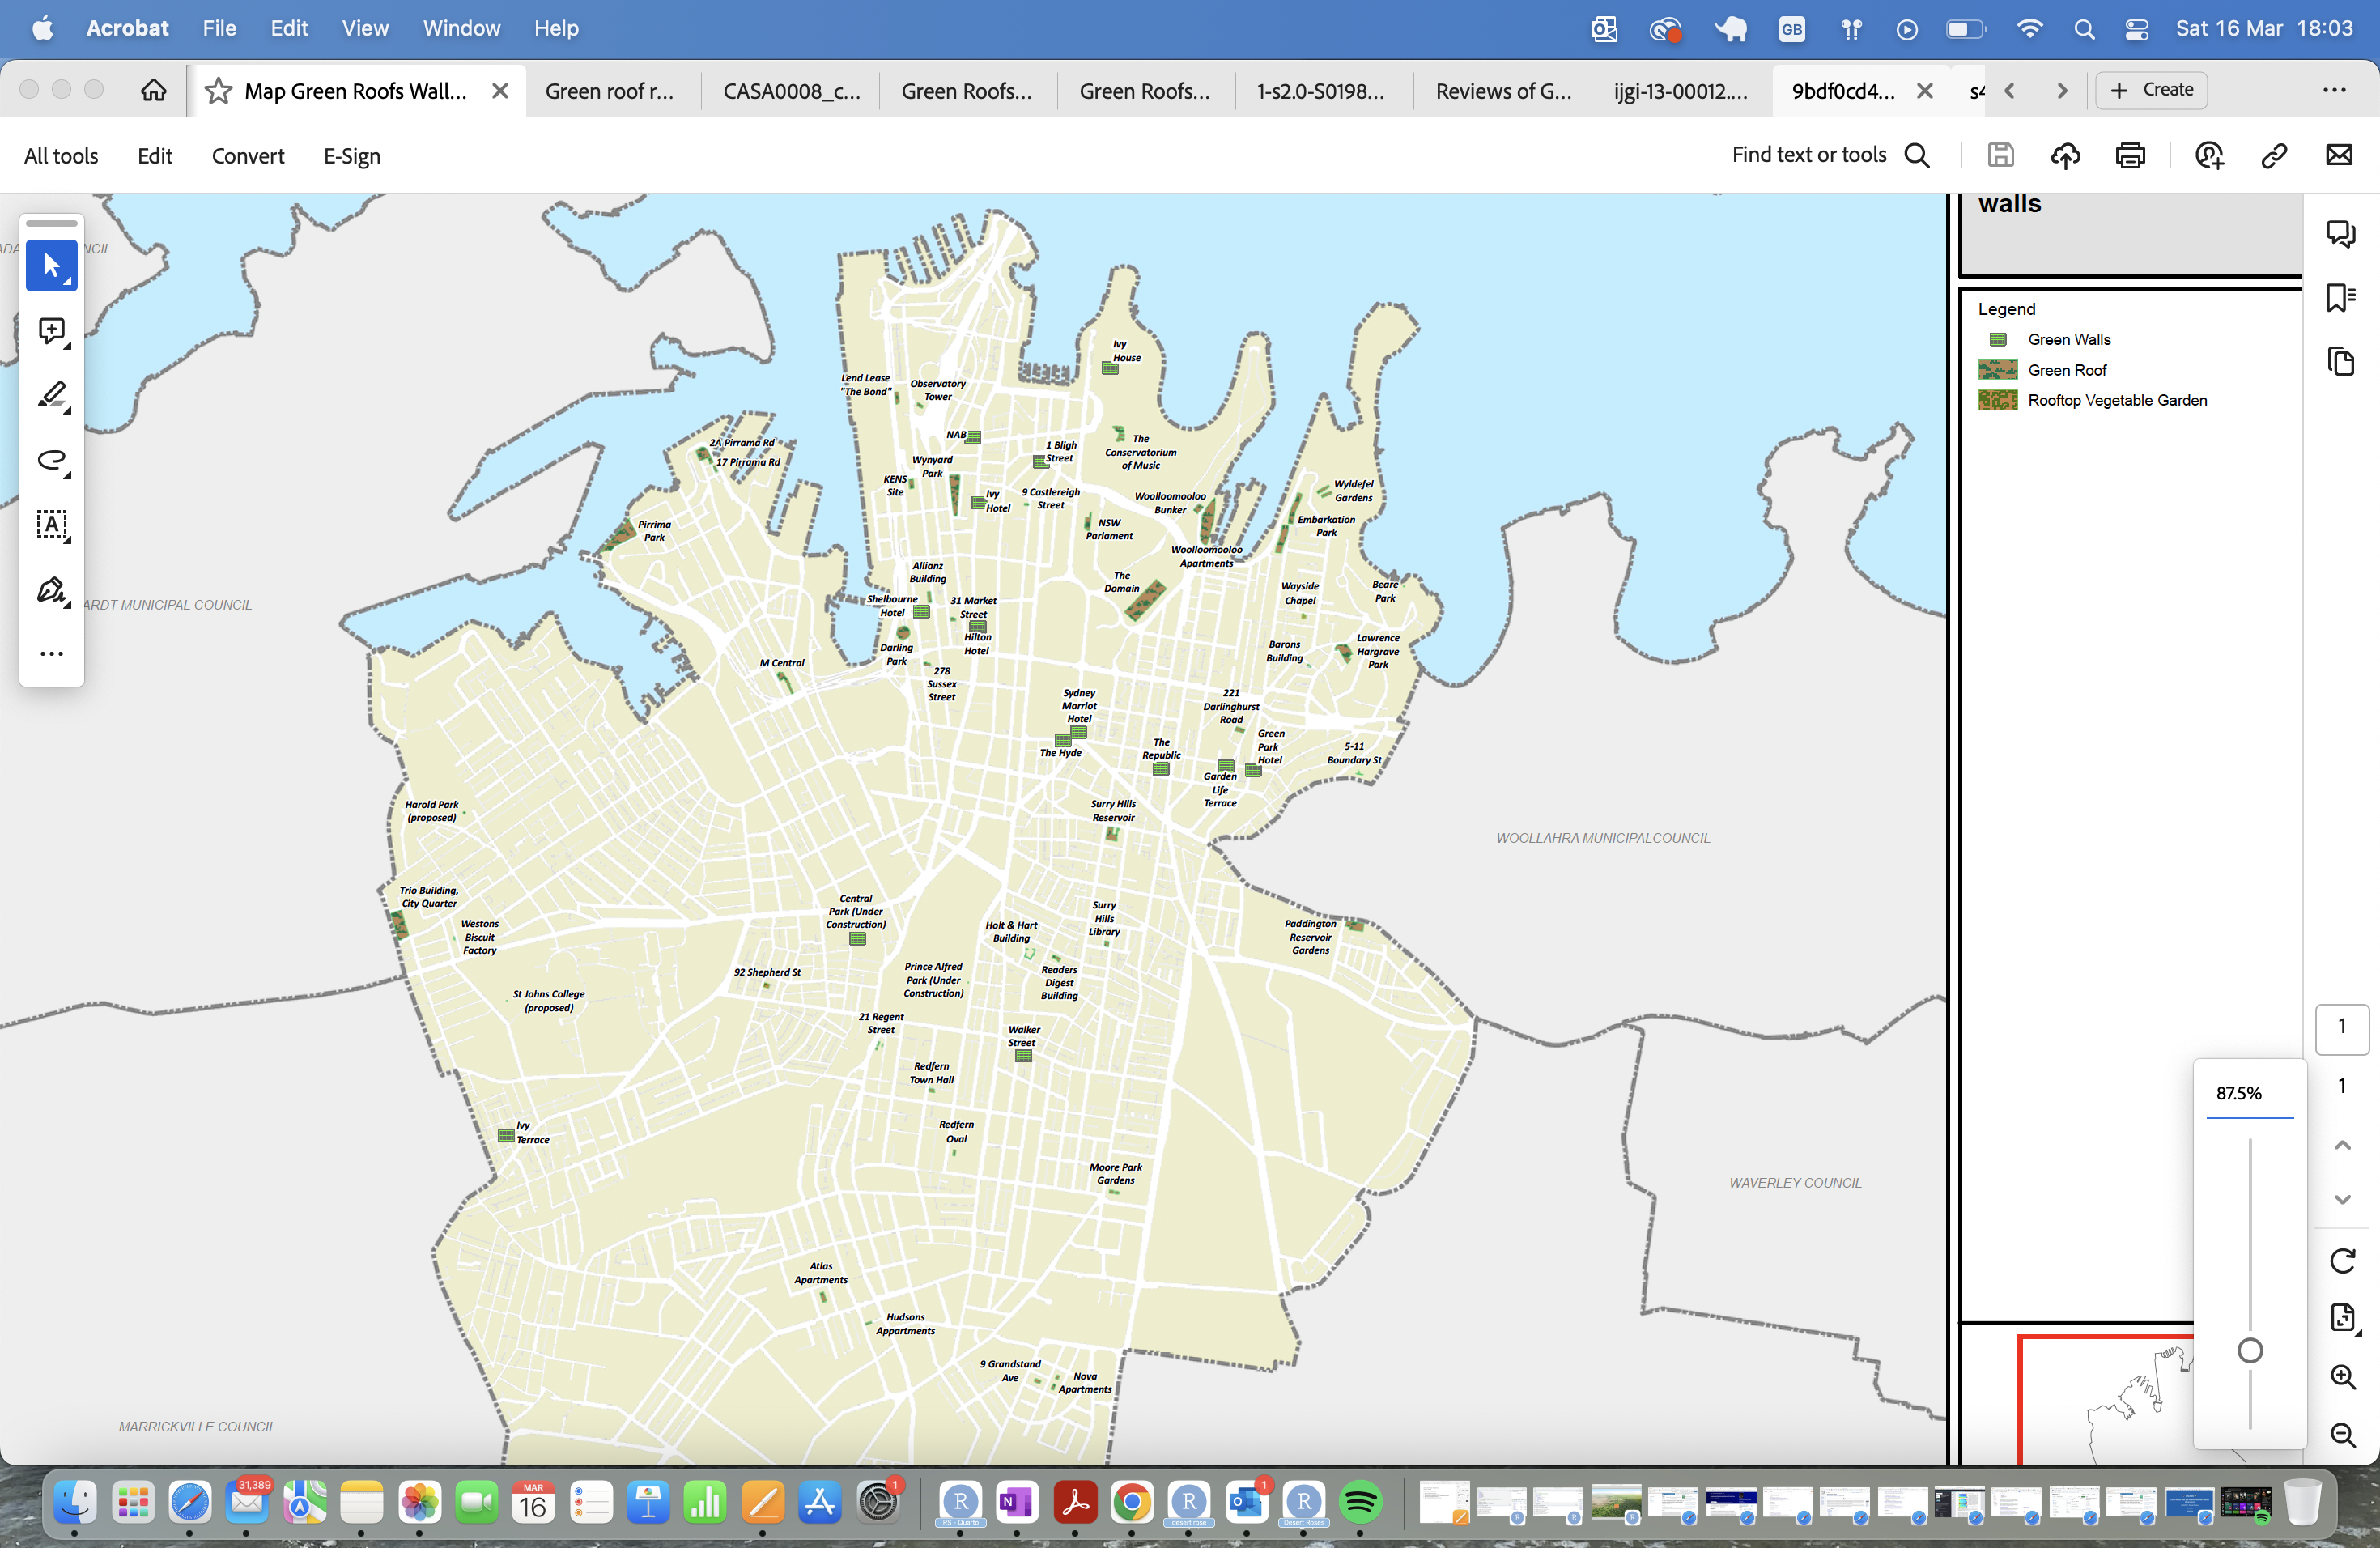 Acrobat File Edit View Window Help
GB
Sat 16 Mar 18:03
Map Green Roofs Wall...
Green roof r...
CASA0008_c...
Green Roofs...
Green Roofs...
1-s2.0-S0198...
Reviews of G...
ijgi-13-00012....
9bdf0cd4...
s4
Create
All tools
Edit
Convert
E-Sign
Find text or tools
walls
Legend
Green Walls
Green Roof
Rooftop Vegetable Garden
NCIL
ARDT MUNICIPAL COUNCIL
WOOLLAHRA MUNICIPALCOUNCIL
WAVERLEY COUNCIL
MARRICKVILLE COUNCIL
Ivy
House
Lend Lease
"The Bond"
Observatory
Tower
NAB
1 Bligh
Street
The
Conservatorium
of Music
2A Pirrama Rd
17 Pirrama Rd
Wynyard
Park
KENS
Site
Ivy
Hotel
9 Castlereigh
Street
Woolloomooloo
Bunker
Wyldefel
Gardens
Pirrima
Park
NSW
Parlament
Embarkation
Park
Woolloomooloo
Apartments
Allianz
Building
The
Domain
Wayside
Chapel
Beare
Park
Shelbourne
Hotel
31 Market
Street
Hilton
Hotel
Darling
Park
Barons
Building
Lawrence
Hargrave
Park
M Central
278
Sussex
Street
Sydney
Marriot
Hotel
The Hyde
221
Darlinghurst
Road
The
Republic
Green
Park
Hotel
5-11
Boundary St
Garden
Life
Terrace
Harold Park
(proposed)
Surry Hills
Reservoir
Trio Building,
City Quarter
Westons
Biscuit
Factory
Central
Park (Under
Construction)
Holt & Hart
Building
Surry
Hills
Library
Paddington
Reservoir
Gardens
92 Shepherd St
Prince Alfred
Park (Under
Construction)
Readers
Digest
Building
St Johns College
(proposed)
21 Regent
Street
Walker
Street
Redfern
Town Hall
Ivy
Terrace
Redfern
Oval
Moore Park
Gardens
Atlas
Apartments
Hudsons
Appartments
9 Grandstand
Ave
Nova
Apartments
1
1
87.5%
31,389
MAR
16
1
RS - Quarto
desert rose
1
Desert Roses